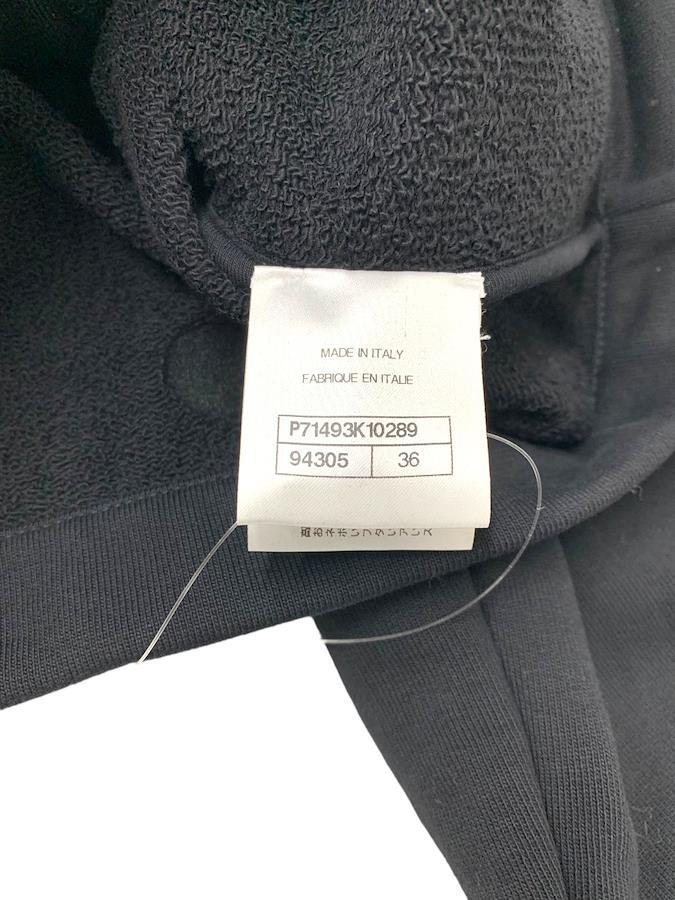 MADE IN ITALY
FABRIQUE EN ITALIE
P71493K10289
94305 36